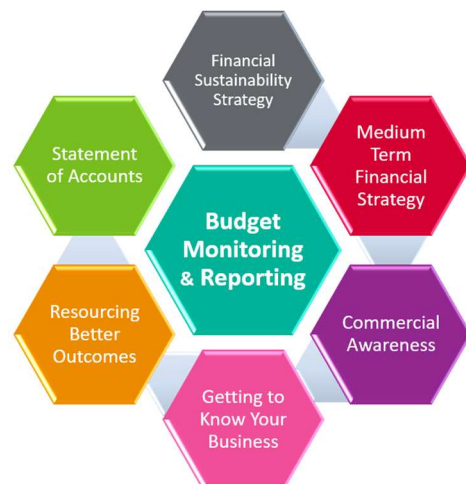 Financial
Sustainability
Strategy
Medium
Term
Financial
Strategy
Commercial
Awareness
Getting to
Know Your
Business
Resourcing
Better
Outcomes
Statement
of Accounts
Budget
Monitoring
& Reporting